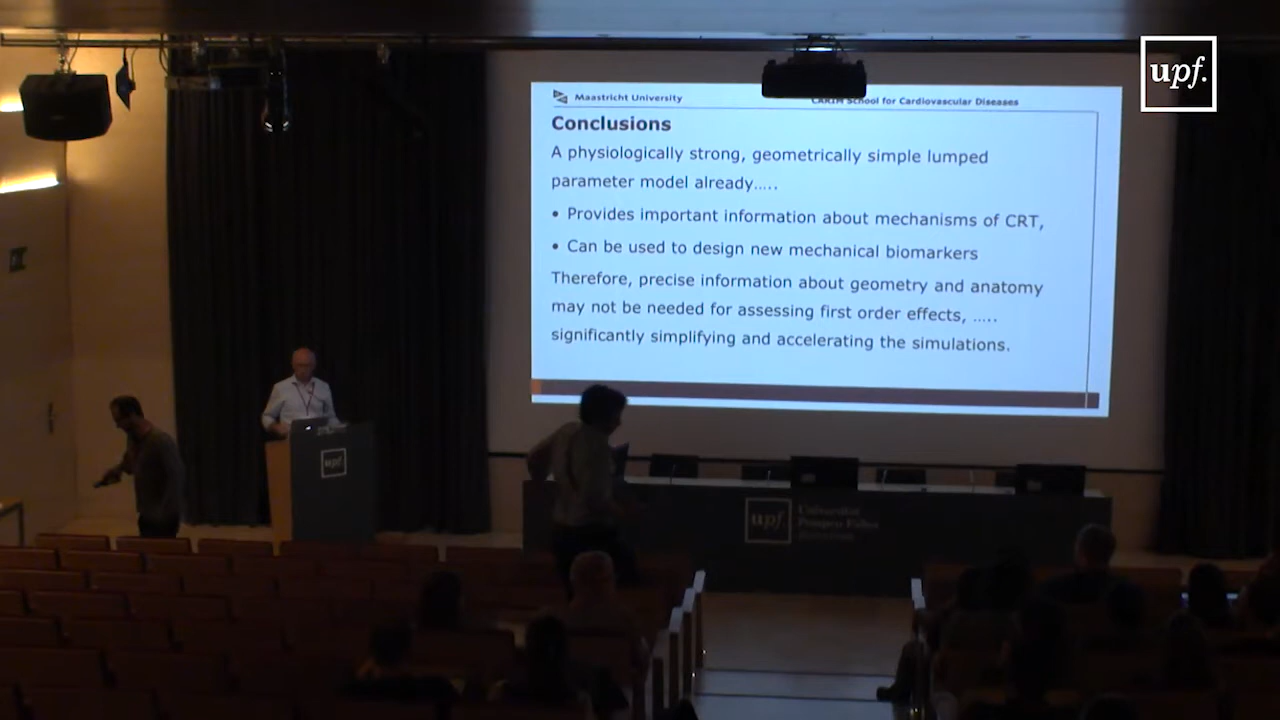 upf.
Maastricht University
CARIM School for Cardiovascular Diseases
Conclusions
A physiologically strong, geometrically simple lumped
parameter model already…..
• Provides important information about mechanisms of CRT,
• Can be used to design new mechanical biomarkers
Therefore, precise information about geometry and anatomy
may not be needed for assessing first order effects, …..
significantly simplifying and accelerating the simulations.
upf.
upf.
Universitat
Pompeu Fabra
Barcelona